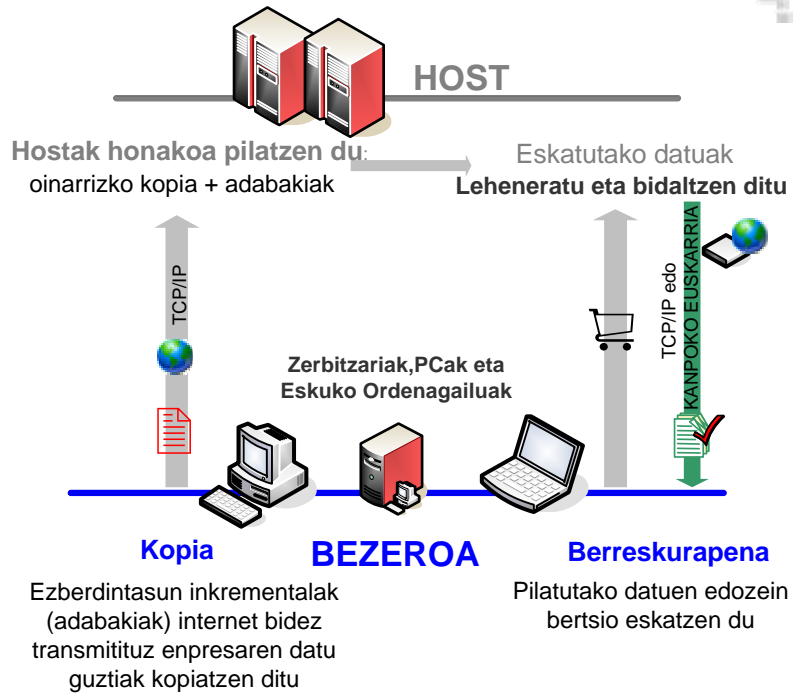 HOST
Hostak honakoa pilatzen du:
oinarrizko kopia + adabakiak
Eskatutako datuak
Leheneratu eta bidaltzen ditu
TCP/IP
Zerbitzariak,PCak eta
Eskuko Ordenagailuak
TCP/IP edo
KANPOKO EUSKARRIA
Kopia
BEZEROA
Berreskurapena
Ezberdintasun inkrementalak
(adabakiak) internet bidez
transmitituz enpresaren datu
guztiak kopiatzen ditu
Pilatutako datuen edozein
bertsio eskatzen du